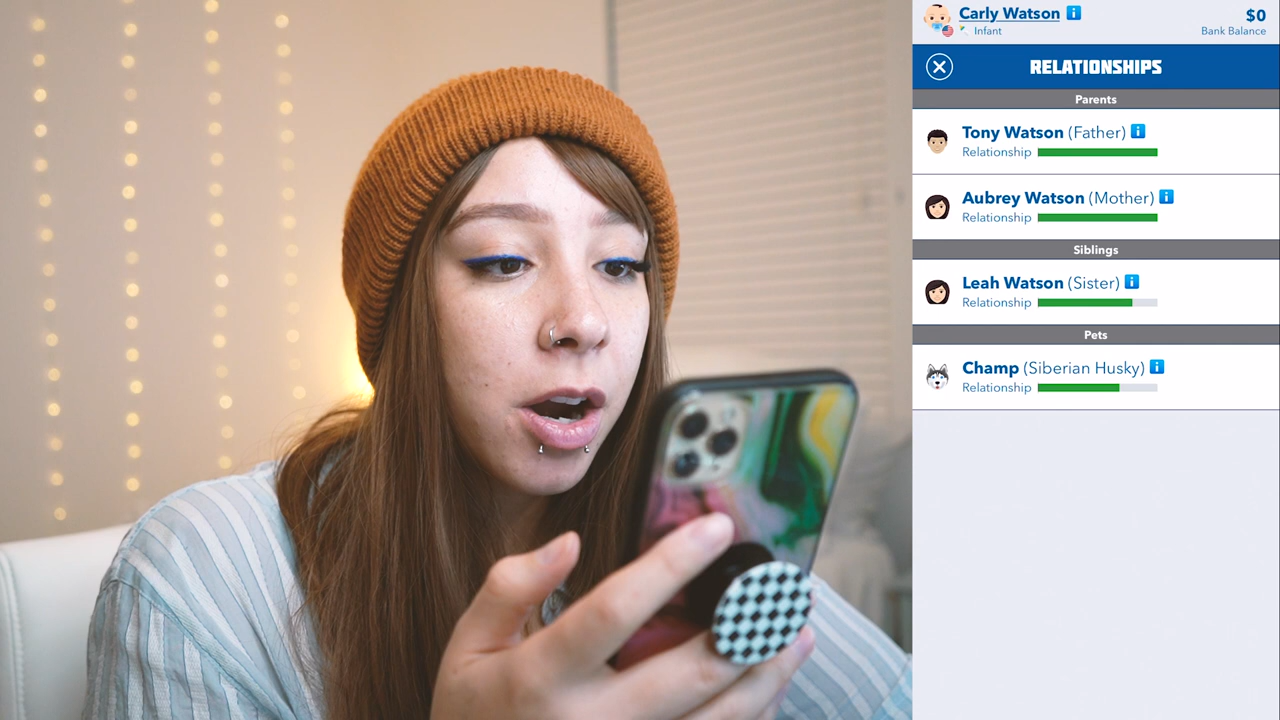 Carly Watson
Infant
$0
Bank Balance
RELATIONSHIPS
Parents
Tony Watson (Father)
Relationship
Aubrey Watson (Mother)
Relationship
Siblings
Leah Watson (Sister)
Relationship
Pets
Champ (Siberian Husky)
Relationship